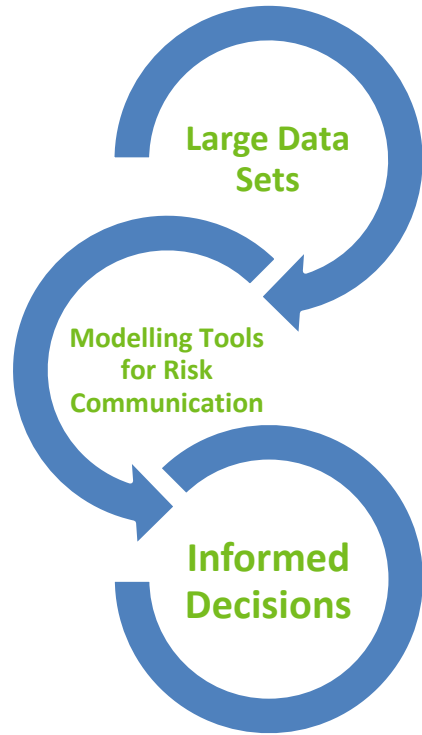 Large Data
Sets
Modelling Tools
for Risk
Communication
Informed
Decisions